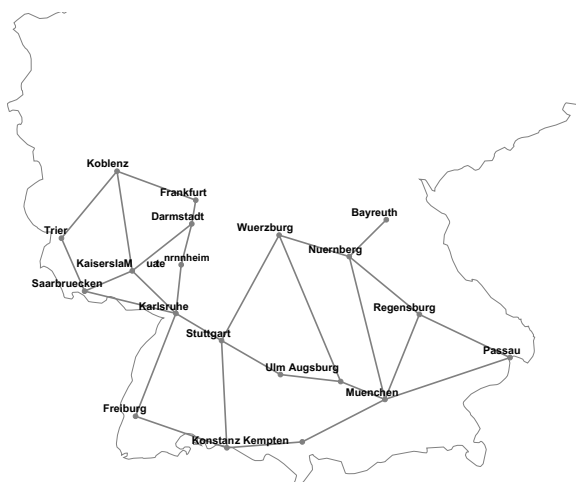 Koblenz
Frankfurt
Darmstadt
Bayreuth
Trier
Wuerzburg
Nuernberg
Saarbruecken
Karlsruhe
Regensburg
Stuttgart
Passau
Ulm Augsburg
Muenchen
Freiburg
Konstanz Kempten